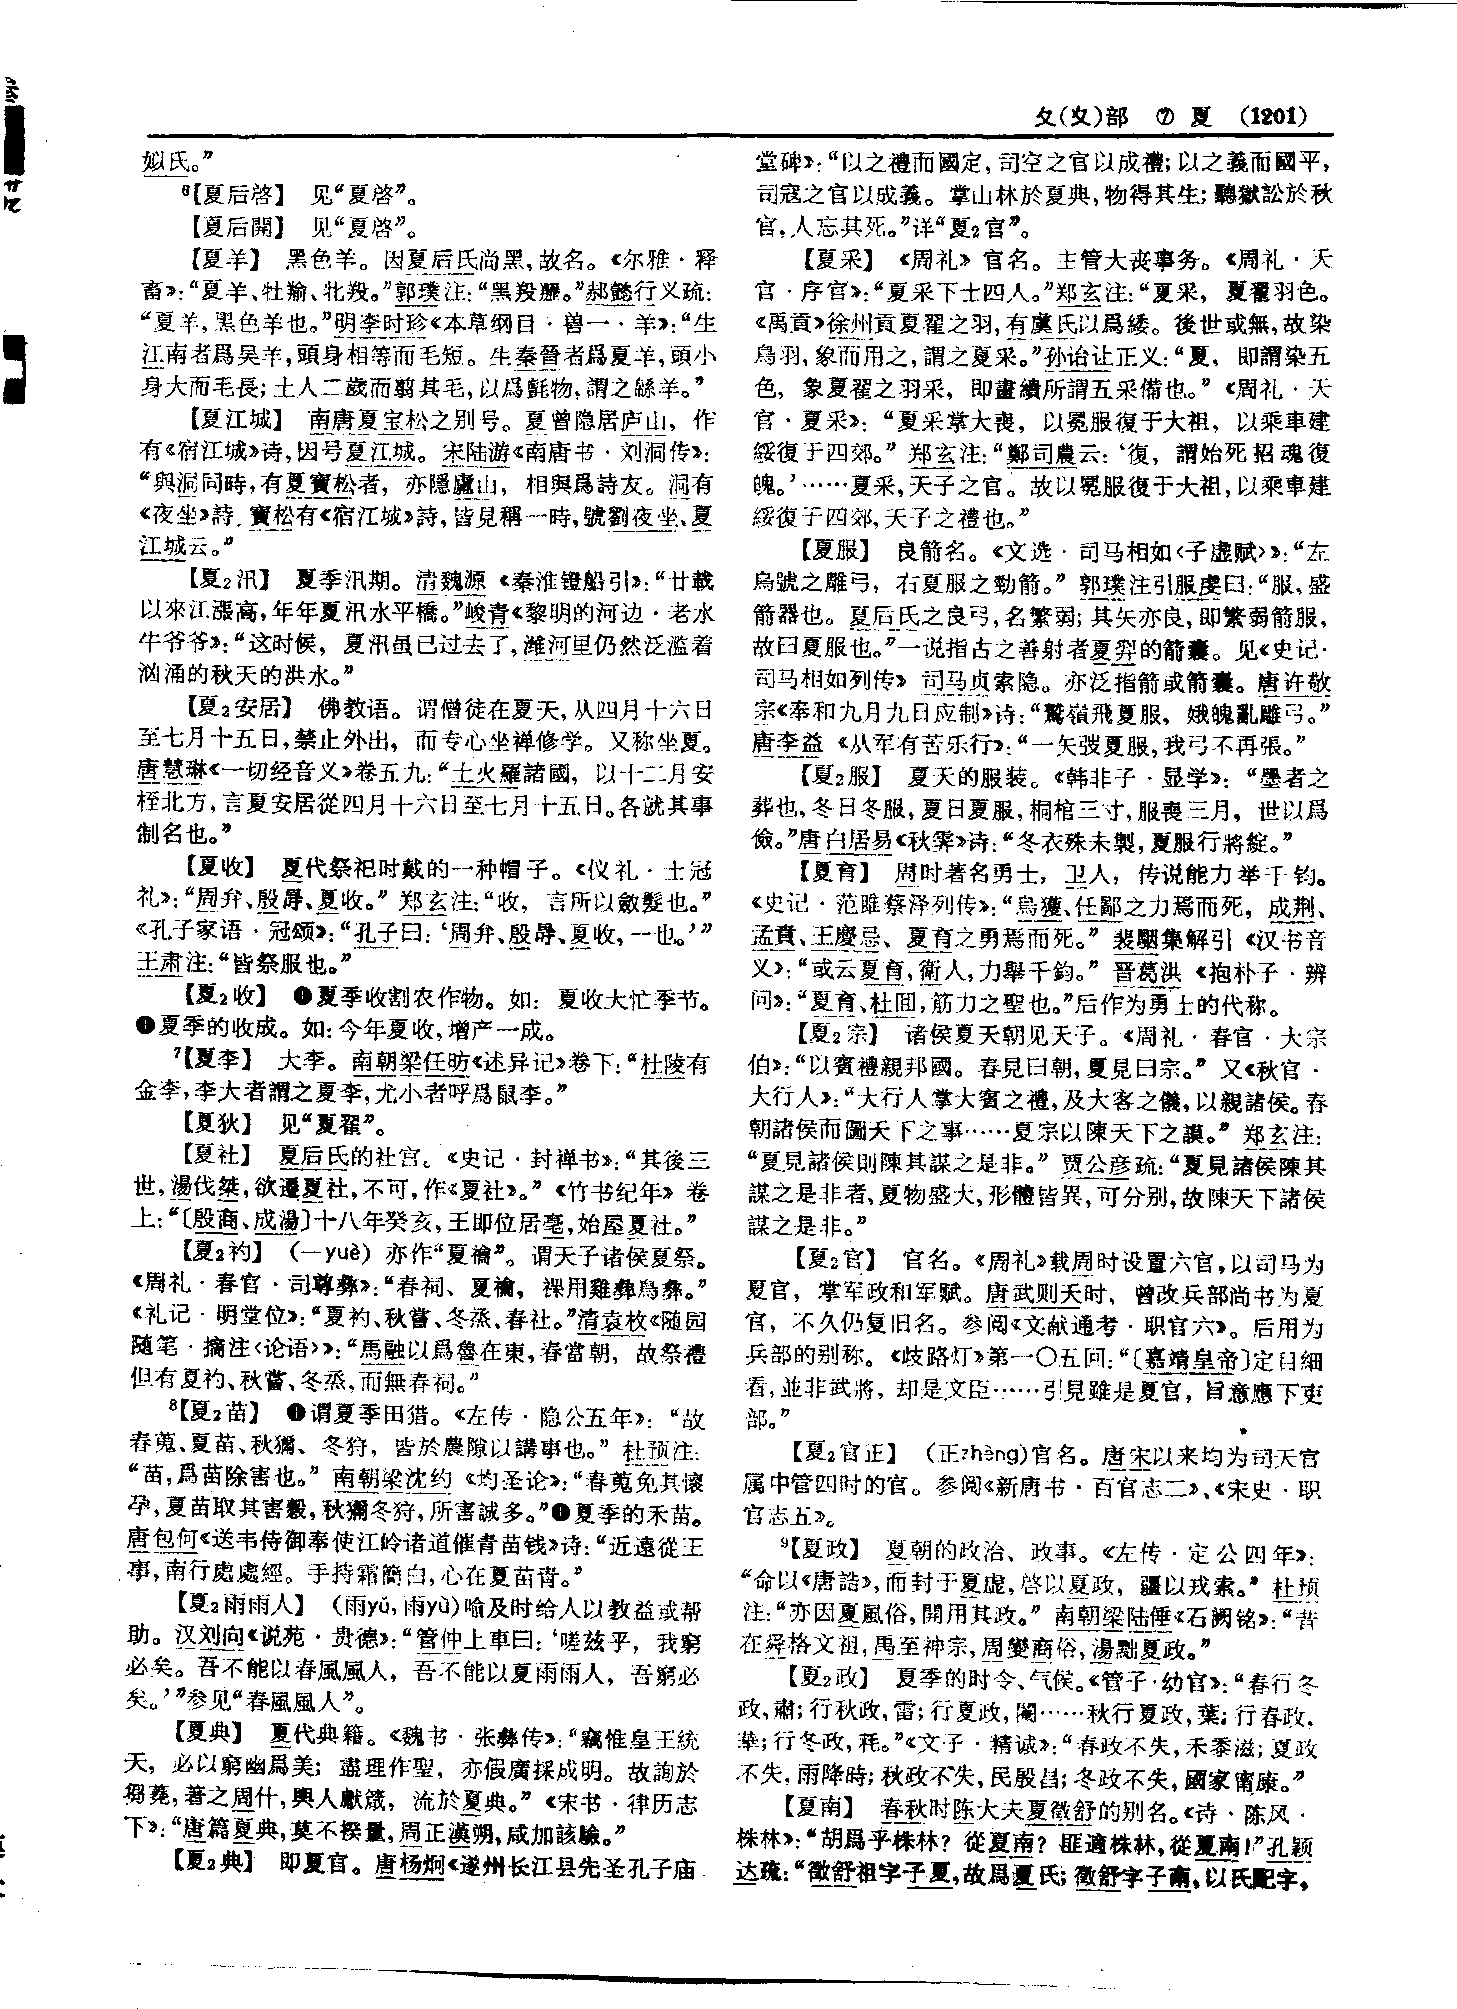 夂(夊)部 ⑦ 夏 (1201)
姒氏。”
⁶【夏后啓】 见“夏啓”。
【夏后開】 见“夏啓”。
【夏羊】 黑色羊。因夏后氏尚黑,故名。《尔雅·释
畜》:“夏羊、牡羭、牝羖。”郭璞注:“黑羖䍽。”郝懿行义疏:
“夏羊,黑色羊也。”明李时珍《本草纲目·兽一·羊》:“生
江南者爲吴羊,頭身相等而毛短。生秦晉者爲夏羊,頭小
身大而毛長;土人二歲而翦其毛,以爲氈物,謂之綿羊。”
【夏江城】 南唐夏宝松之别号。夏曾隐居庐山,作
有《宿江城》诗,因号夏江城。宋陆游《南唐书·刘洞传》:
“與洞同時,有夏寶松者,亦隱廬山,相與爲詩友。洞有
《夜坐》詩,寶松有《宿江城》詩,皆見稱一時,號劉夜坐、夏
江城云。”
【夏₂汛】 夏季汛期。清魏源《秦淮镫船引》:“廿載
以來江漲高,年年夏汛水平橋。”峻青《黎明的河边·老水
牛爷爷》:“这时候,夏汛虽已过去了,潍河里仍然泛滥着
汹涌的秋天的洪水。”
【夏₂安居】 佛教语。谓僧徒在夏天,从四月十六日
至七月十五日,禁止外出,而专心坐禅修学。又称坐夏。
唐慧琳《一切经音义》卷五九:“土火羅諸國,以十二月安
桎北方,言夏安居從四月十六日至七月十五日。各就其事
制名也。”
【夏收】 夏代祭祀时戴的一种帽子。《仪礼·士冠
礼》:“周弁、殷冔、夏收。”郑玄注:“收,言所以斂髮也。”
《孔子家语·冠颂》:“孔子曰:‘周弁、殷冔、夏收,一也。’”
王肃注:“皆祭服也。”
【夏₂收】 ❶夏季收割农作物。如:夏收大忙季节。
❶夏季的收成。如:今年夏收,增产一成。
⁷【夏李】 大李。南朝梁任昉《述异记》卷下:“杜陵有
金李,李大者謂之夏李,尤小者呼爲鼠李。”
【夏狄】 见“夏翟”。
【夏社】 夏后氏的社宫。《史记·封禅书》:“其後三
世,湯伐桀,欲遷夏社,不可,作《夏社》。”《竹书纪年》卷
上:“〔殷商、成湯〕十八年癸亥,王即位居亳,始屋夏社。”
【夏₂礿】 (—yuè) 亦作“夏禴”。谓天子诸侯夏祭。
《周礼·春官·司尊彝》:“春祠、夏禴,祼用雞彝鳥彝。”
《礼记·明堂位》:“夏礿、秋嘗、冬烝、春社。”清袁枚《随园
随笔·摘注〈论语〉》:“馬融以爲魯在東,春當朝,故祭禮
但有夏礿、秋嘗、冬烝,而無春祠。”
⁸【夏₂苗】 ❶谓夏季田猎。《左传·隐公五年》:“故
春蒐、夏苗、秋獮、冬狩,皆於農隙以講事也。”杜预注:
“苗,爲苗除害也。”南朝梁沈约《均圣论》:“春蒐免其懷
孕,夏苗取其害穀,秋獮冬狩,所害誠多。”❶夏季的禾苗。
唐包何《送韦侍御奉使江岭诸道催青苗钱》诗:“近遠從王
事,南行處處經。手持霜簡白,心在夏苗青。”
【夏₂雨雨人】 (雨yǔ,雨yù)喻及时给人以教益或帮
助。汉刘向《说苑·贵德》:“管仲上車曰:‘嗟兹乎,我窮
必矣。吾不能以春風風人,吾不能以夏雨雨人,吾窮必
矣。’”参见“春風風人”。
【夏典】 夏代典籍。《魏书·张彝传》:“竊惟皇王統
天,必以窮幽爲美;盡理作聖,亦假廣採成明。故詢於
芻蕘,著之周什,輿人獻箴,流於夏典。”《宋书·律历志
下》:“唐篇夏典,莫不揆量,周正漢朔,咸加該驗。”
【夏₂典】 即夏官。唐杨炯《遂州长江县先圣孔子庙
堂碑》:“以之禮而國定,司空之官以成禮;以之義而國平,
司寇之官以成義。掌山林於夏典,物得其生;聽獄訟於秋
官,人忘其死。”详“夏₂官”。
【夏采】 《周礼》官名。主管大丧事务。《周礼·天
官·序官》:“夏采下士四人。”郑玄注:“夏采,夏翟羽色。
《禹貢》徐州貢夏翟之羽,有虞氏以爲緌。後世或無,故染
鳥羽,象而用之,謂之夏采。”孙诒让正义:“夏,即謂染五
色,象夏翟之羽采,即畫繢所謂五采備也。”《周礼·天
官·夏采》:“夏采掌大喪,以冕服復于大祖,以乘車建
綏復于四郊。”郑玄注:“鄭司農云:‘復,謂始死招魂復
魄。’……夏采,天子之官。故以冕服復于大祖,以乘車建
綏復于四郊,天子之禮也。”
【夏服】 良箭名。《文选·司马相如〈子虚赋〉》:“左
烏號之雕弓,右夏服之勁箭。”郭璞注引服虔曰:“服,盛
箭器也。夏后氏之良弓,名繁弱;其矢亦良,即繁弱箭服,
故曰夏服也。”一说指古之善射者夏羿的箭囊。见《史记·
司马相如列传》司马贞索隐。亦泛指箭或箭囊。唐许敬
宗《奉和九月九日应制》诗:“鷲嶺飛夏服,娥魄亂雕弓。”
唐李益《从军有苦乐行》:“一矢弢夏服,我弓不再張。”
【夏₂服】 夏天的服装。《韩非子·显学》:“墨者之
葬也,冬日冬服,夏日夏服,桐棺三寸,服喪三月,世以爲
儉。”唐白居易《秋霁》诗:“冬衣殊未製,夏服行將綻。”
【夏育】 周时著名勇士,卫人,传说能力举千钧。
《史记·范雎蔡泽列传》:“烏獲、任鄙之力焉而死,成荆、
孟賁、王慶忌、夏育之勇焉而死。”裴駰集解引《汉书音
义》:“或云夏育,衛人,力舉千鈞。”晋葛洪《抱朴子·辨
问》:“夏育、杜回,筋力之聖也。”后作为勇士的代称。
【夏₂宗】 诸侯夏天朝见天子。《周礼·春官·大宗
伯》:“以賓禮親邦國。春見曰朝,夏見曰宗。”又《秋官·
大行人》:“大行人掌大賓之禮,及大客之儀,以親諸侯。春
朝諸侯而圖天下之事……夏宗以陳天下之謨。”郑玄注:
“夏見諸侯則陳其謀之是非。”贾公彦疏:“夏見諸侯陳其
謀之是非者,夏物盛大,形體皆異,可分别,故陳天下諸侯
謀之是非。”
【夏₂官】 官名。《周礼》载周时设置六官,以司马为
夏官,掌军政和军赋。唐武则天时,曾改兵部尚书为夏
官,不久仍复旧名。参阅《文献通考·职官六》。后用为
兵部的别称。《歧路灯》第一〇五回:“〔嘉靖皇帝〕定目細
看,並非武將,却是文臣……引見雖是夏官,旨意應下吏
部。”
【夏₂官正】 (正zhèng)官名。唐宋以来均为司天官
属中管四时的官。参阅《新唐书·百官志二》、《宋史·职
官志五》。
⁹【夏政】 夏朝的政治、政事。《左传·定公四年》:
“命以《唐誥》,而封于夏虚,啓以夏政,疆以戎索。”杜预
注:“亦因夏風俗,開用其政。”南朝梁陆倕《石阙铭》:“昔
在舜格文祖,禹至神宗,周變商俗,湯黜夏政。”
【夏₂政】 夏季的时令、气候。《管子·幼官》:“春行冬
政,肅;行秋政,雷;行夏政,閹……秋行夏政,葉;行春政,
華;行冬政,耗。”《文子·精诚》:“春政不失,禾黍滋;夏政
不失,雨降時;秋政不失,民殷昌;冬政不失,國家甯康。”
【夏南】 春秋时陈大夫夏徵舒的别名。《诗·陈风·
株林》:“胡爲乎株林?從夏南?匪適株林,從夏南!”孔颖
达疏:“徵舒祖字子夏,故爲夏氏;徵舒字子南,以氏配字,